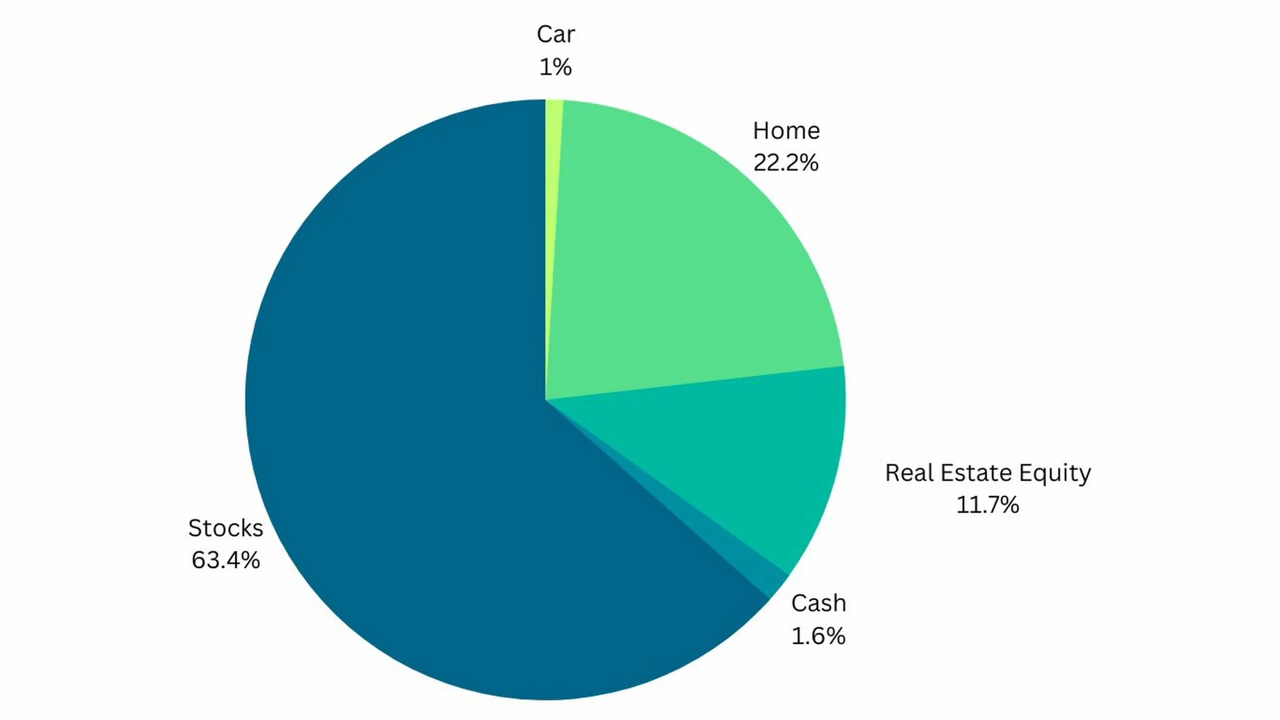 Car
1%
Home
22.2%
Real Estate Equity
11.7%
Cash
1.6%
Stocks
63.4%